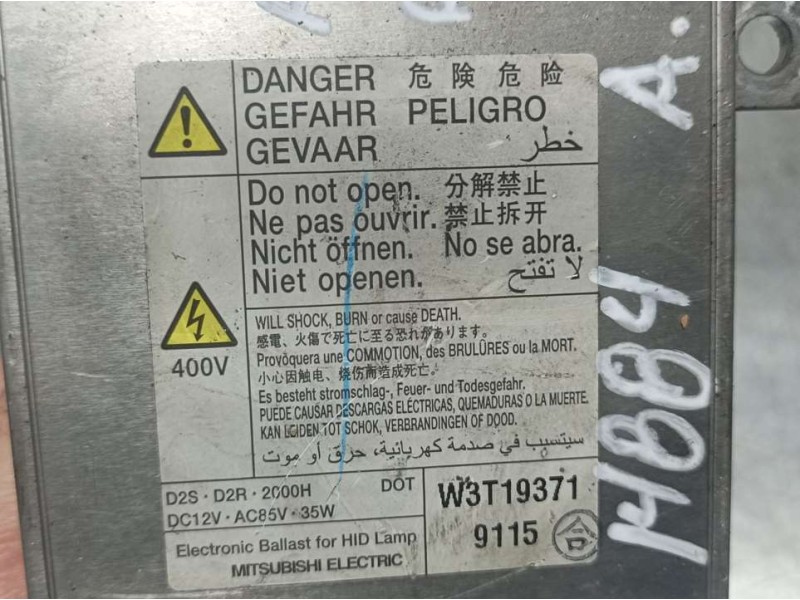 DANGER 危険 危险
GEFAHR PELIGRO
GEVAAR خطر
Do not open. 分解禁止
Ne pas ouvrir. 禁止拆开
Nicht öffnen. No se abra.
Niet openen. لا تفتح
400V
WILL SHOCK, BURN or cause DEATH.
感電、火傷で死亡に至る恐れがあります。
Provòquera une COMMOTION, des BRULÛRES ou la MORT.
小心因触电、烧伤而造成死亡。
Es besteht stromschlag-, Feuer- und Todesgefahr.
PUEDE CAUSAR DESCARGAS ELÉCTRICAS, QUEMADURAS O LA MUERTE.
KAN LEIDEN TOT SCHOK, VERBRANDINGEN OF DOOD.
سيتسبب في صدمة كهربائية، حرق أو موت
D2S · D2R · 2000H DOT
DC12V · AC85V · 35W
Electronic Ballast for HID Lamp
MITSUBISHI ELECTRIC
W3T19371
9115 合
14884 A.